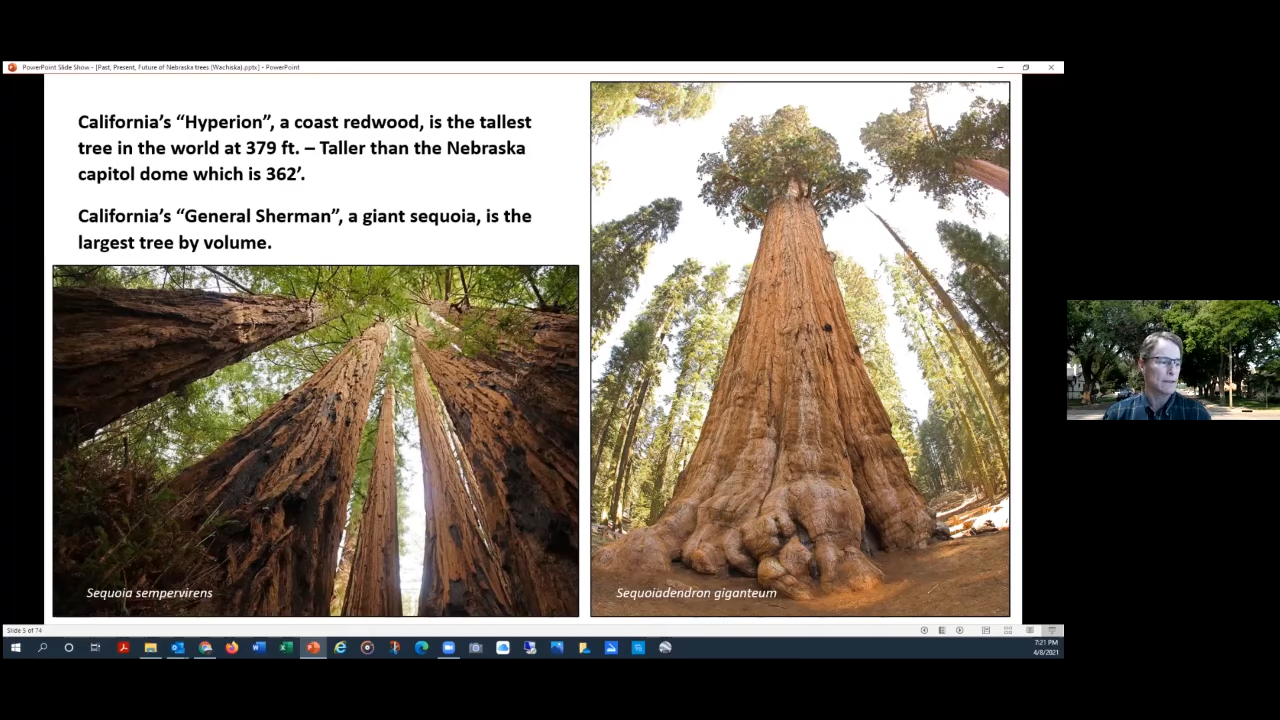 PowerPoint Slide Show - [Past, Present, Future of Nebraska trees (Wachiska).pptx] - PowerPoint
California's “Hyperion”, a coast redwood, is the tallest
tree in the world at 379 ft. – Taller than the Nebraska
capitol dome which is 362’.
California's “General Sherman”, a giant sequoia, is the
largest tree by volume.
Sequoia sempervirens
Sequoiadendron giganteum
Slide 5 of 74
7:21 PM
4/8/2021